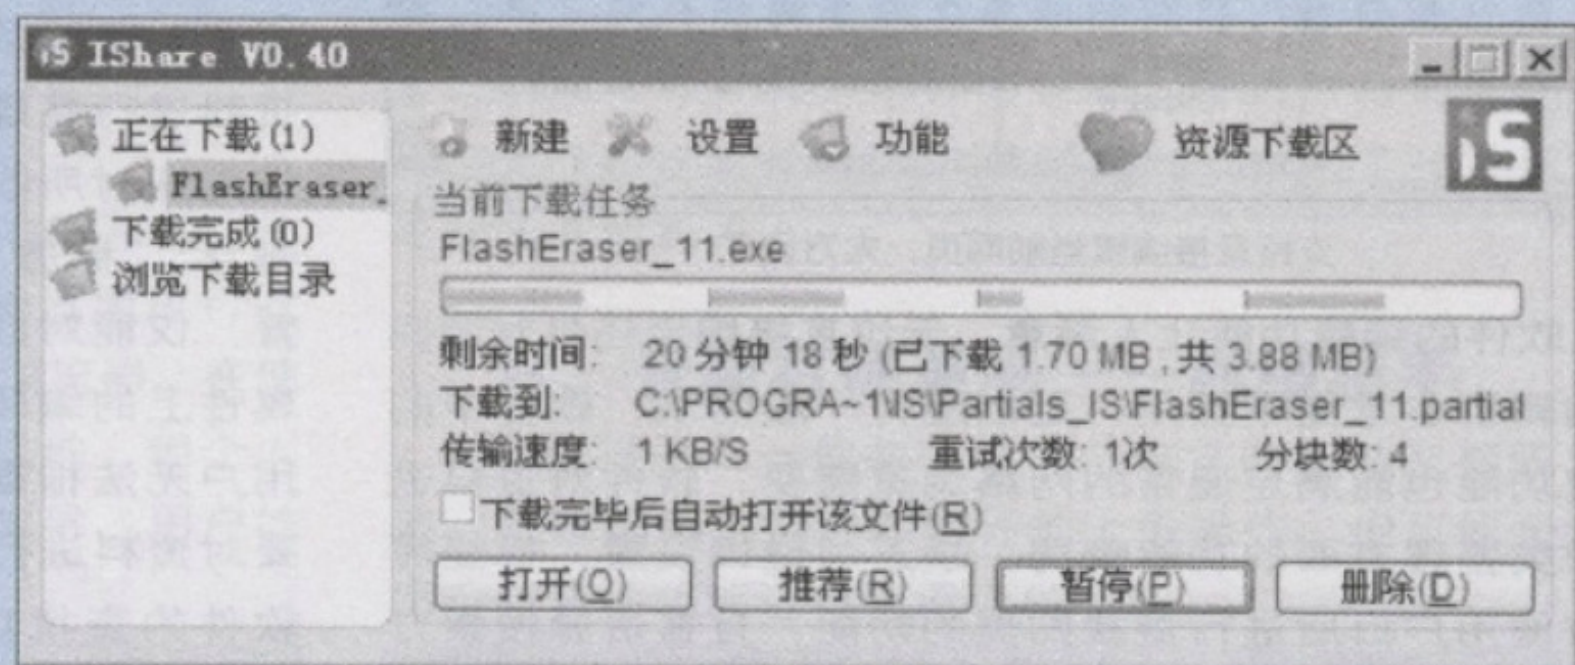 iS IShare V0.40
正在下载(1)
FlashEraser_
下载完成(0)
浏览下载目录
新建 设置 功能 资源下载区 iS
当前下载任务
FlashEraser_11.exe
剩余时间: 20 分钟 18 秒 (已下载 1.70 MB , 共 3.88 MB)
下载到: C:\PROGRA~1\IS\Partials_IS\FlashEraser_11.partial
传输速度: 1 KB/S 重试次数: 1次 分块数: 4
下载完毕后自动打开该文件(R)
打开(O) 推荐(R) 暂停(P) 删除(D)